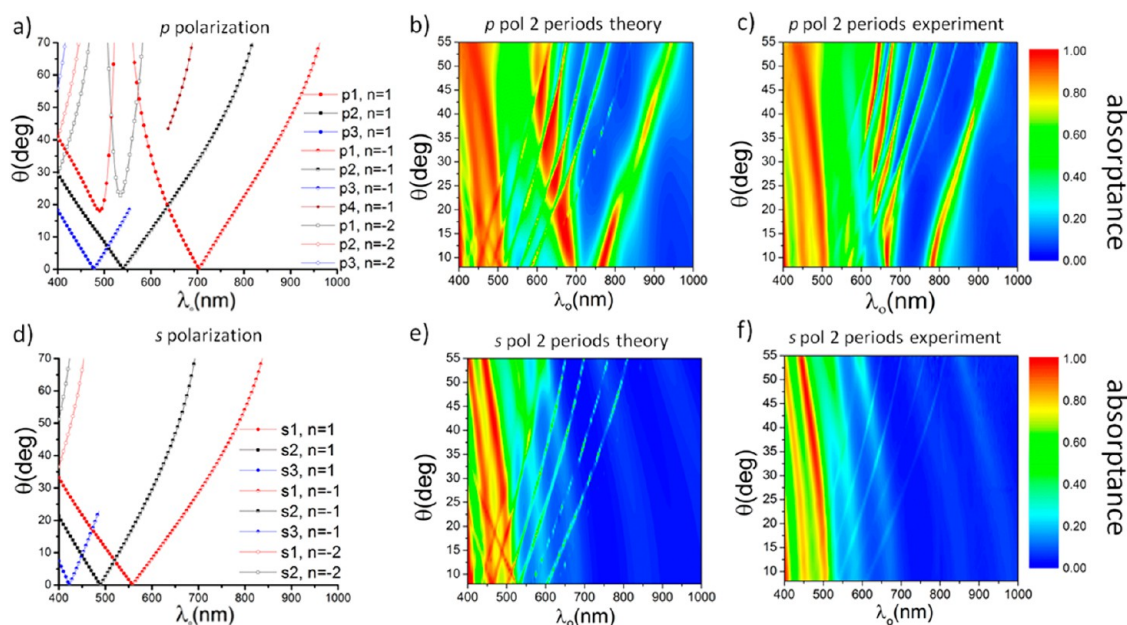 a) p polarization
θ(deg)
70
60
50
40
30
20
10
0
400 500 600 700 800 900 1000
λₒ(nm)
p1, n=1
p2, n=1
p3, n=1
p1, n=-1
p2, n=-1
p3, n=-1
p4, n=-1
p1, n=-2
p2, n=-2
p3, n=-2
b) p pol 2 periods theory
θ(deg)
55
50
45
40
35
30
25
20
15
10
400 500 600 700 800 900 1000
λₒ(nm)
c) p pol 2 periods experiment
θ(deg)
55
50
45
40
35
30
25
20
15
10
400 500 600 700 800 900 1000
λₒ(nm)
1.00
0.80
0.60
0.40
0.20
0.00
absorptance
d) s polarization
θ(deg)
70
60
50
40
30
20
10
0
400 500 600 700 800 900 1000
λₒ(nm)
s1, n=1
s2, n=1
s3, n=1
s1, n=-1
s2, n=-1
s3, n=-1
s1, n=-2
s2, n=-2
e) s pol 2 periods theory
θ(deg)
55
50
45
40
35
30
25
20
15
10
400 500 600 700 800 900 1000
λₒ(nm)
f) s pol 2 periods experiment
θ(deg)
55
50
45
40
35
30
25
20
15
10
400 500 600 700 800 900 1000
λₒ(nm)
1.00
0.80
0.60
0.40
0.20
0.00
absorptance